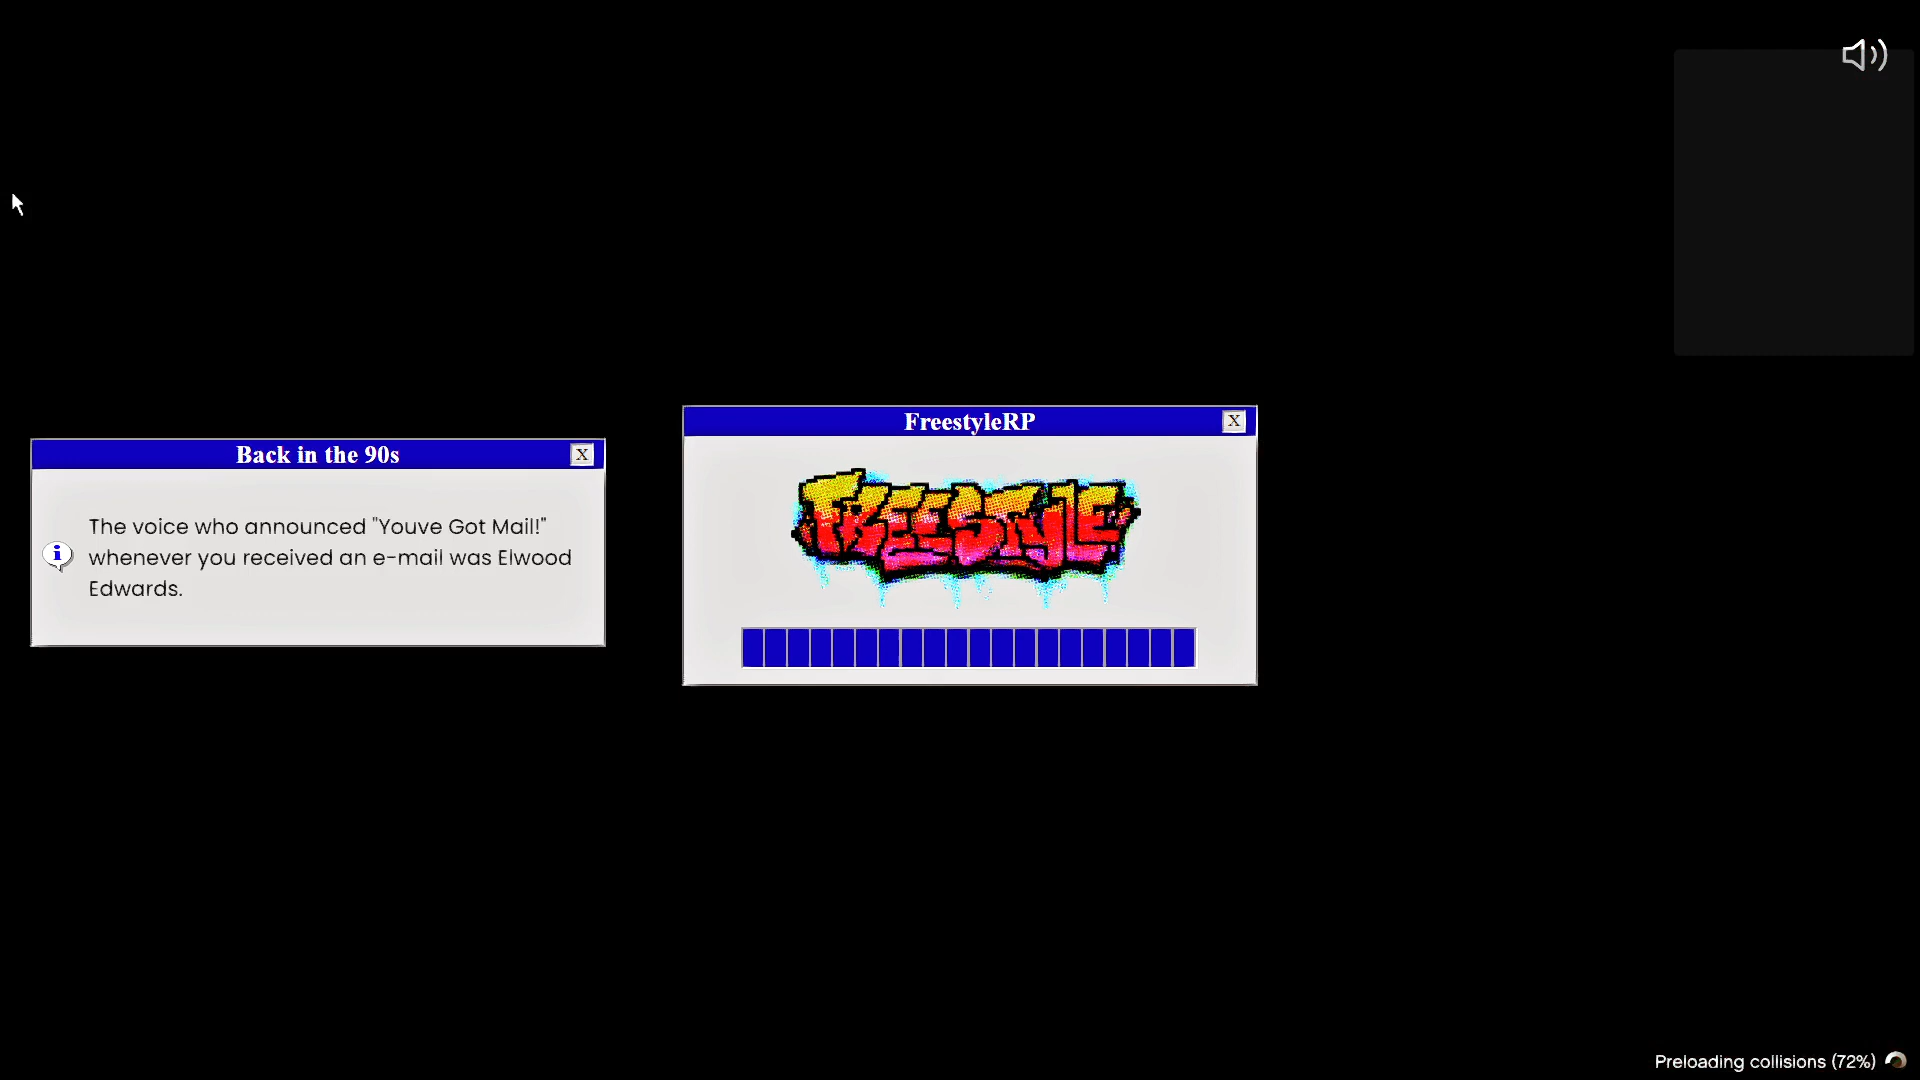 Back in the 90s
X
The voice who announced "Youve Got Mail!"
whenever you received an e-mail was Elwood
Edwards.
FreestyleRP
X
FREESTYLE
Preloading collisions (72%)